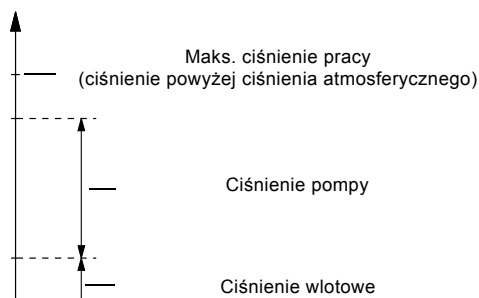 Maks. ciśnienie pracy
(ciśnienie powyżej ciśnienia atmosferycznego)
Ciśnienie pompy
Ciśnienie wlotowe